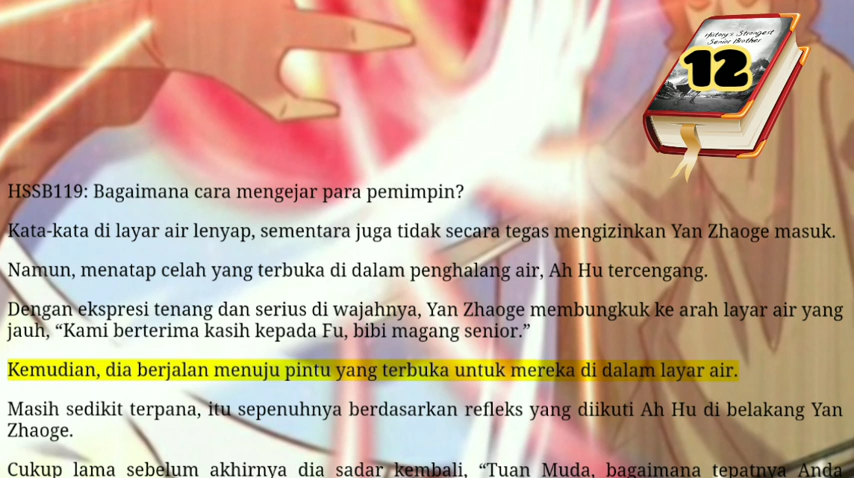 History's Strongest
Senior Brother
12
HSSB119: Bagaimana cara mengejar para pemimpin?
Kata-kata di layar air lenyap, sementara juga tidak secara tegas mengizinkan Yan Zhaoge masuk.
Namun, menatap celah yang terbuka di dalam penghalang air, Ah Hu tercengang.
Dengan ekspresi tenang dan serius di wajahnya, Yan Zhaoge membungkuk ke arah layar air yang
jauh, “Kami berterima kasih kepada Fu, bibi magang senior.”
Kemudian, dia berjalan menuju pintu yang terbuka untuk mereka di dalam layar air.
Masih sedikit terpana, itu sepenuhnya berdasarkan refleks yang diikuti Ah Hu di belakang Yan
Zhaoge.
Cukup lama sebelum akhirnya dia sadar kembali, “Tuan Muda, bagaimana tepatnya Anda